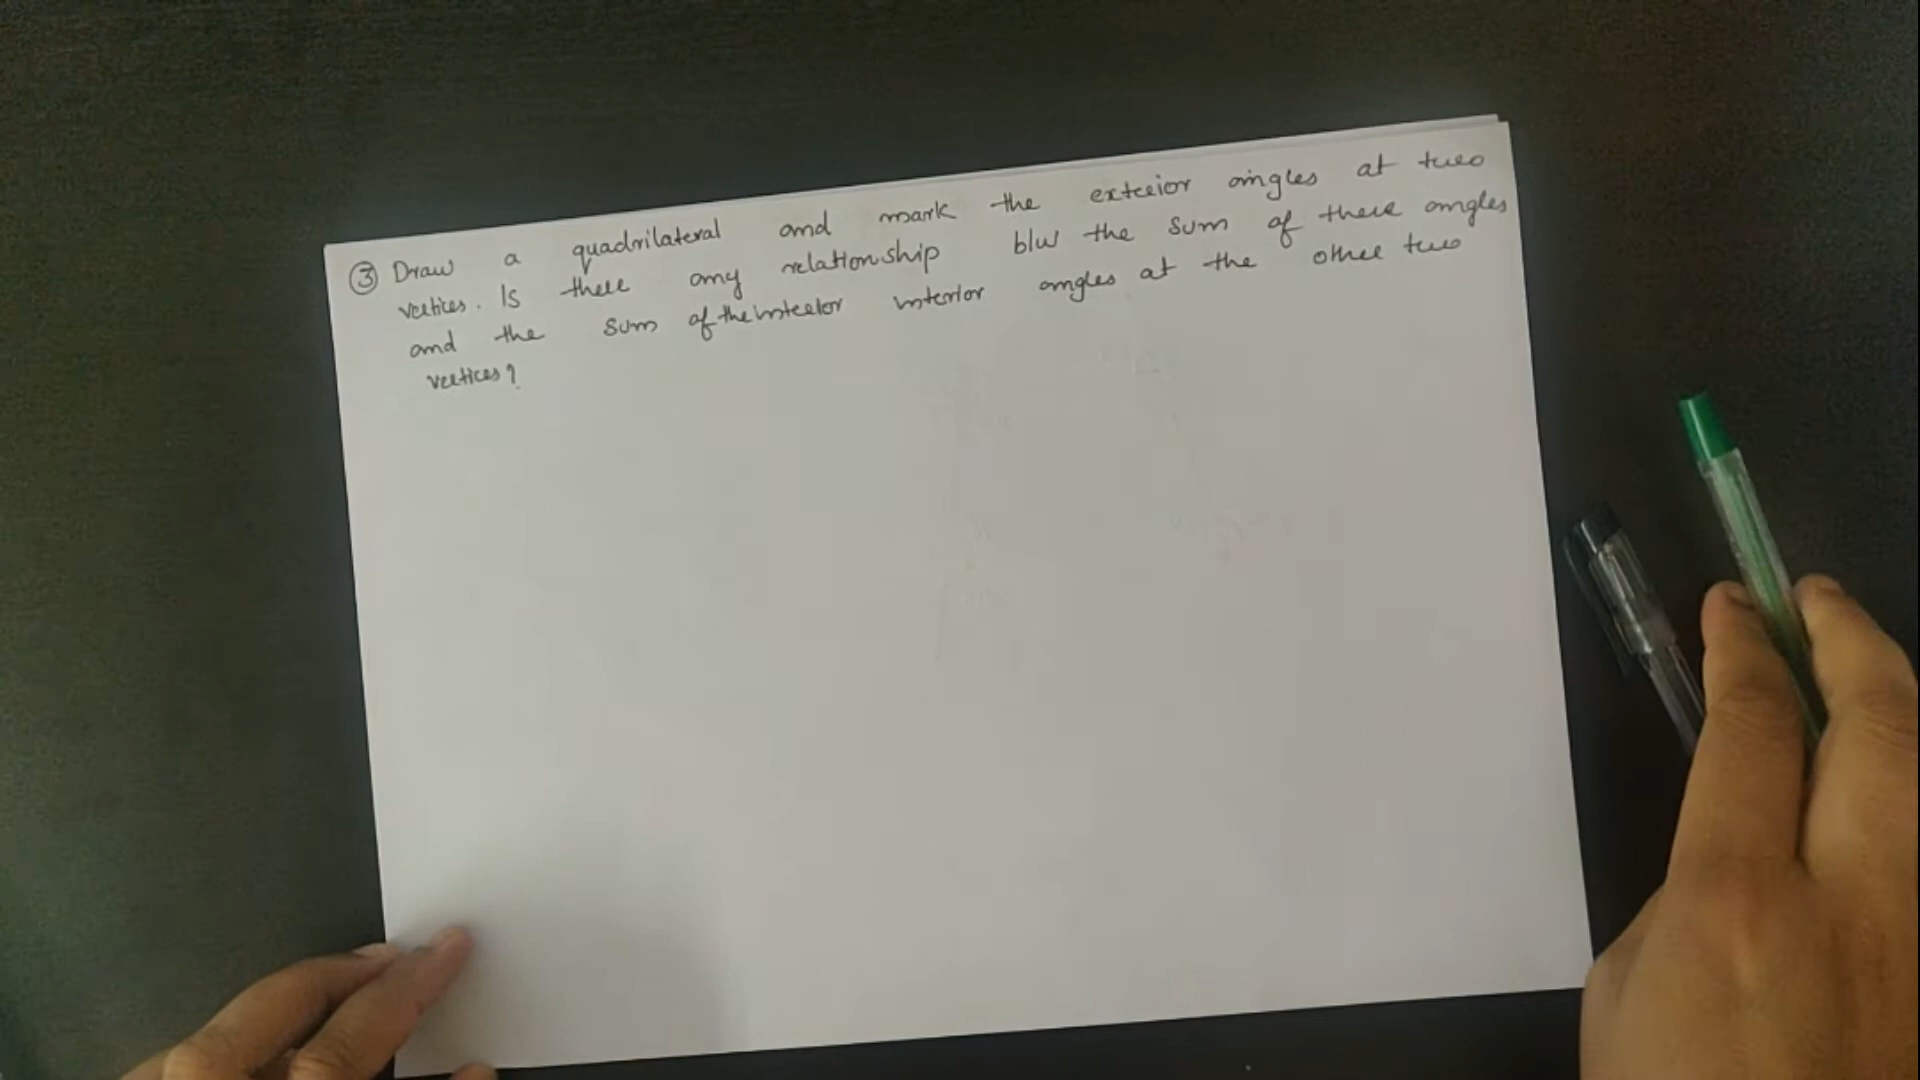 ③ Draw a quadrilateral and mark the exterior angles at two
vertices. Is there any relationship b/w the sum of these angles
and the sum of the interior interior angles at the other two
vertices?